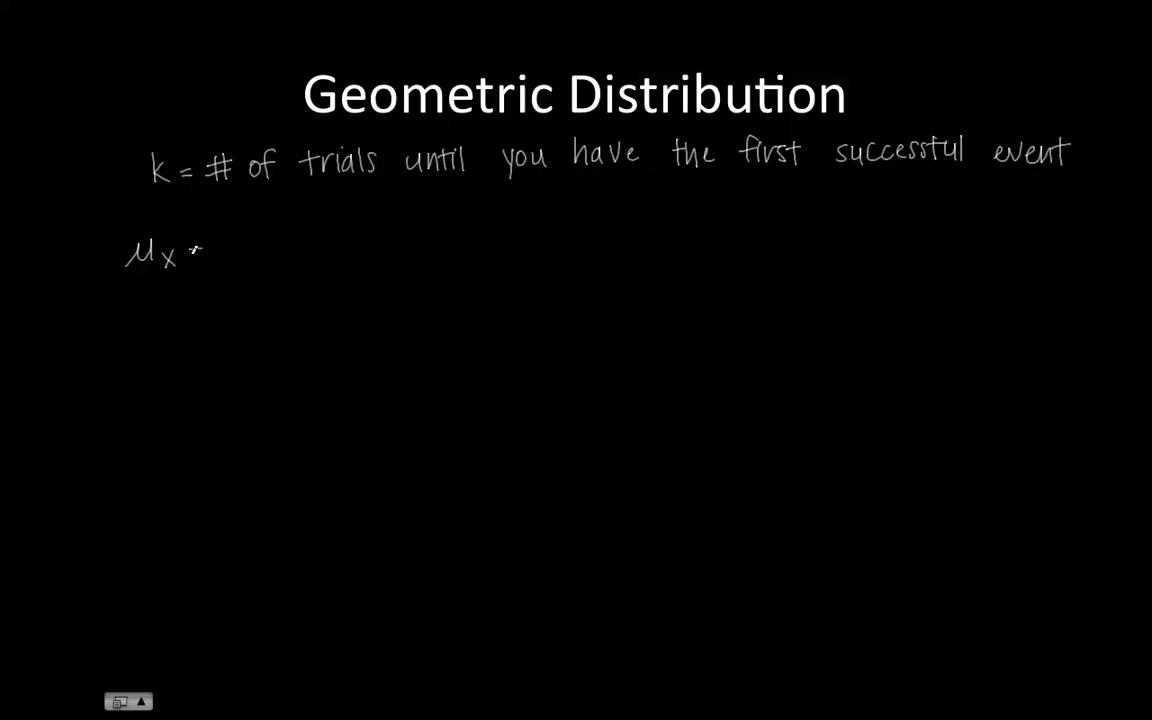 Geometric Distribution
k = # of trials until you have the first successful event
μx